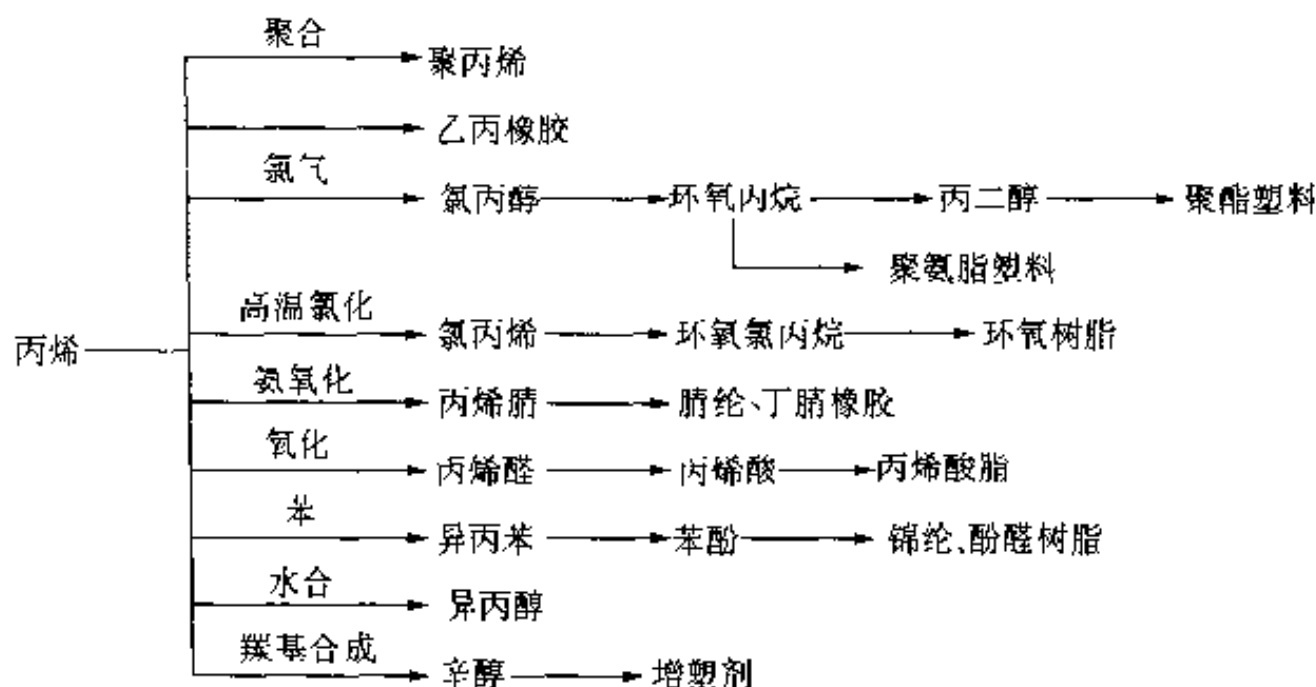 聚合
聚丙烯
乙丙橡胶
氯气
氯丙醇 环氧内烷 丙二醇 聚酯塑料
聚氨脂塑料
高温氯化
丙烯 氯丙烯 环氧氯内烷 环氧树脂
氨氧化
丙烯腈 腈纶、丁腈橡胶
氧化
丙烯醛 丙烯酸 丙烯酸脂
苯
异丙苯 苯酚 锦纶、酚醛树脂
水合
异丙醇
羰基合成
辛醇 增塑剂